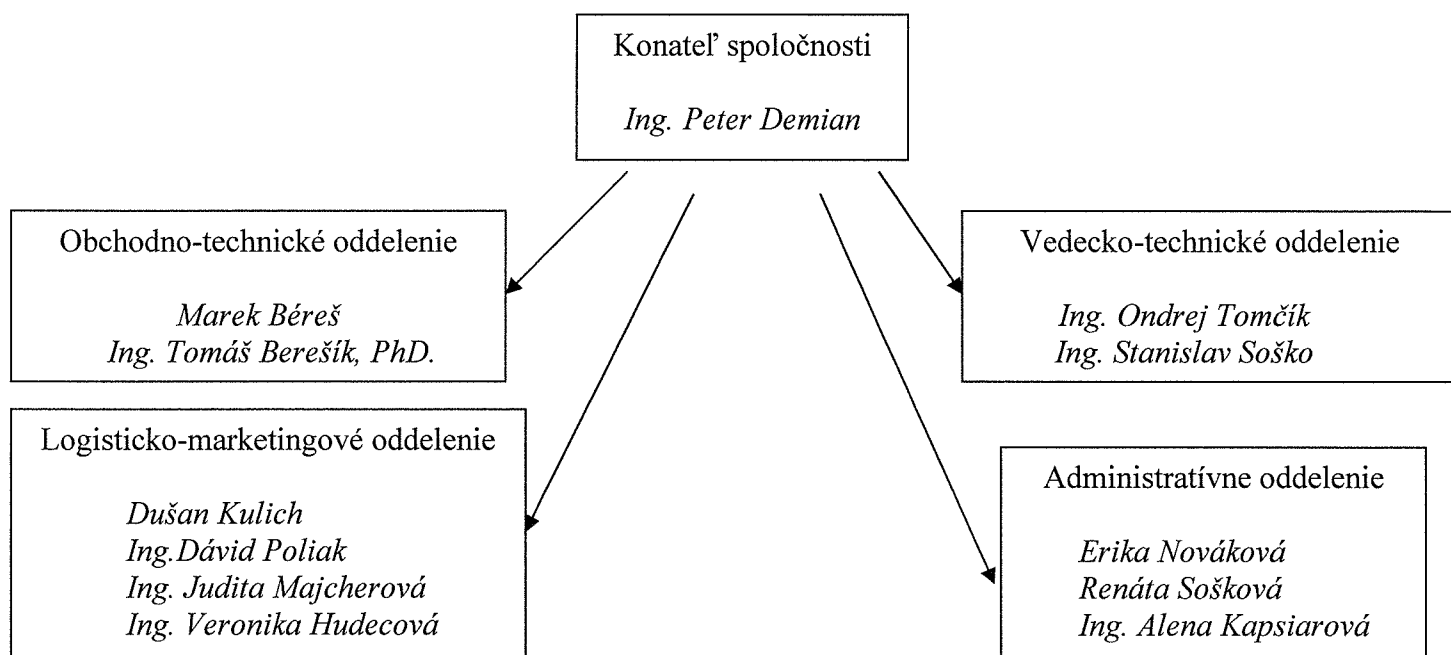 Konateľ spoločnosti
Ing. Peter Demian
Obchodno-technické oddelenie
Marek Béreš
Ing. Tomáš Berešík, PhD.
Vedecko-technické oddelenie
Ing. Ondrej Tomčík
Ing. Stanislav Soško
Logisticko-marketingové oddelenie
Dušan Kulich
Ing.Dávid Poliak
Ing. Judita Majcherová
Ing. Veronika Hudecová
Administratívne oddelenie
Erika Nováková
Renáta Sošková
Ing. Alena Kapsiarová